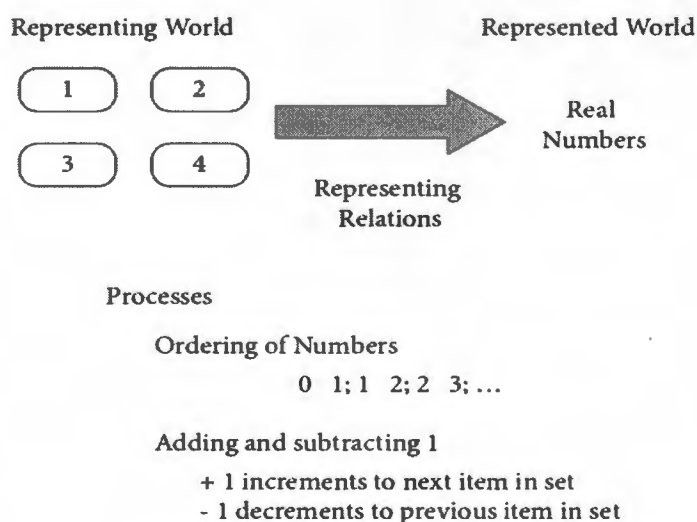 Representing World
Represented World
1 2
Real
Numbers
3 4
Representing
Relations
Processes
Ordering of Numbers
0 1; 1 2; 2 3; ...
Adding and subtracting 1
+ 1 increments to next item in set
- 1 decrements to previous item in set